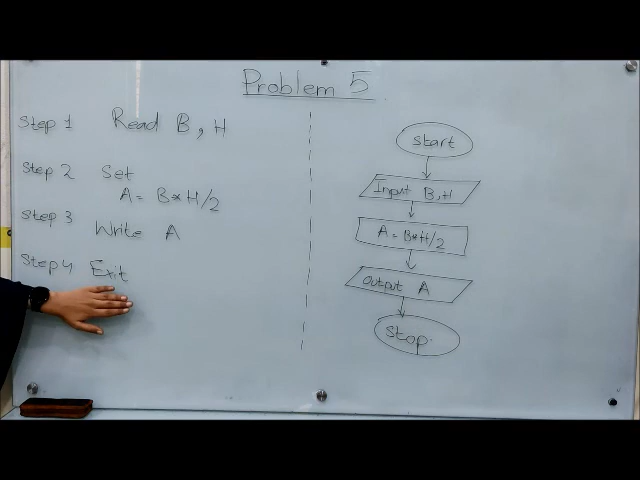 Problem 5
Step 1 Read B, H
Step 2 Set
A = B*H/2
Step 3 Write A
Step 4 Exit
start
Input B, H
A = B*H/2
Output A
Stop.